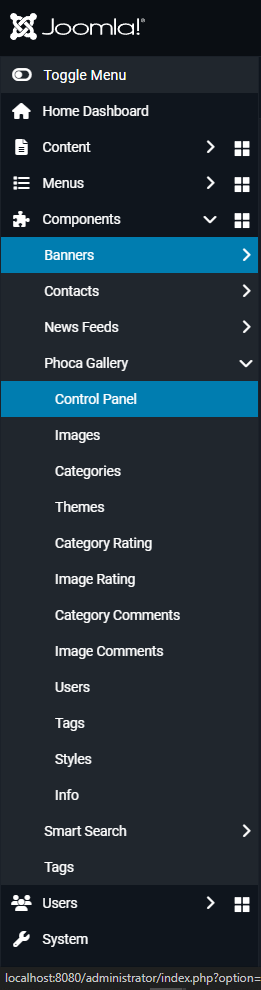 Joomla!®
Toggle Menu
Home Dashboard
Content
Menus
Components
Banners
Contacts
News Feeds
Phoca Gallery
Control Panel
Images
Categories
Themes
Category Rating
Image Rating
Category Comments
Image Comments
Users
Tags
Styles
Info
Smart Search
Tags
Users
System
localhost:8080/administrator/index.php?option=